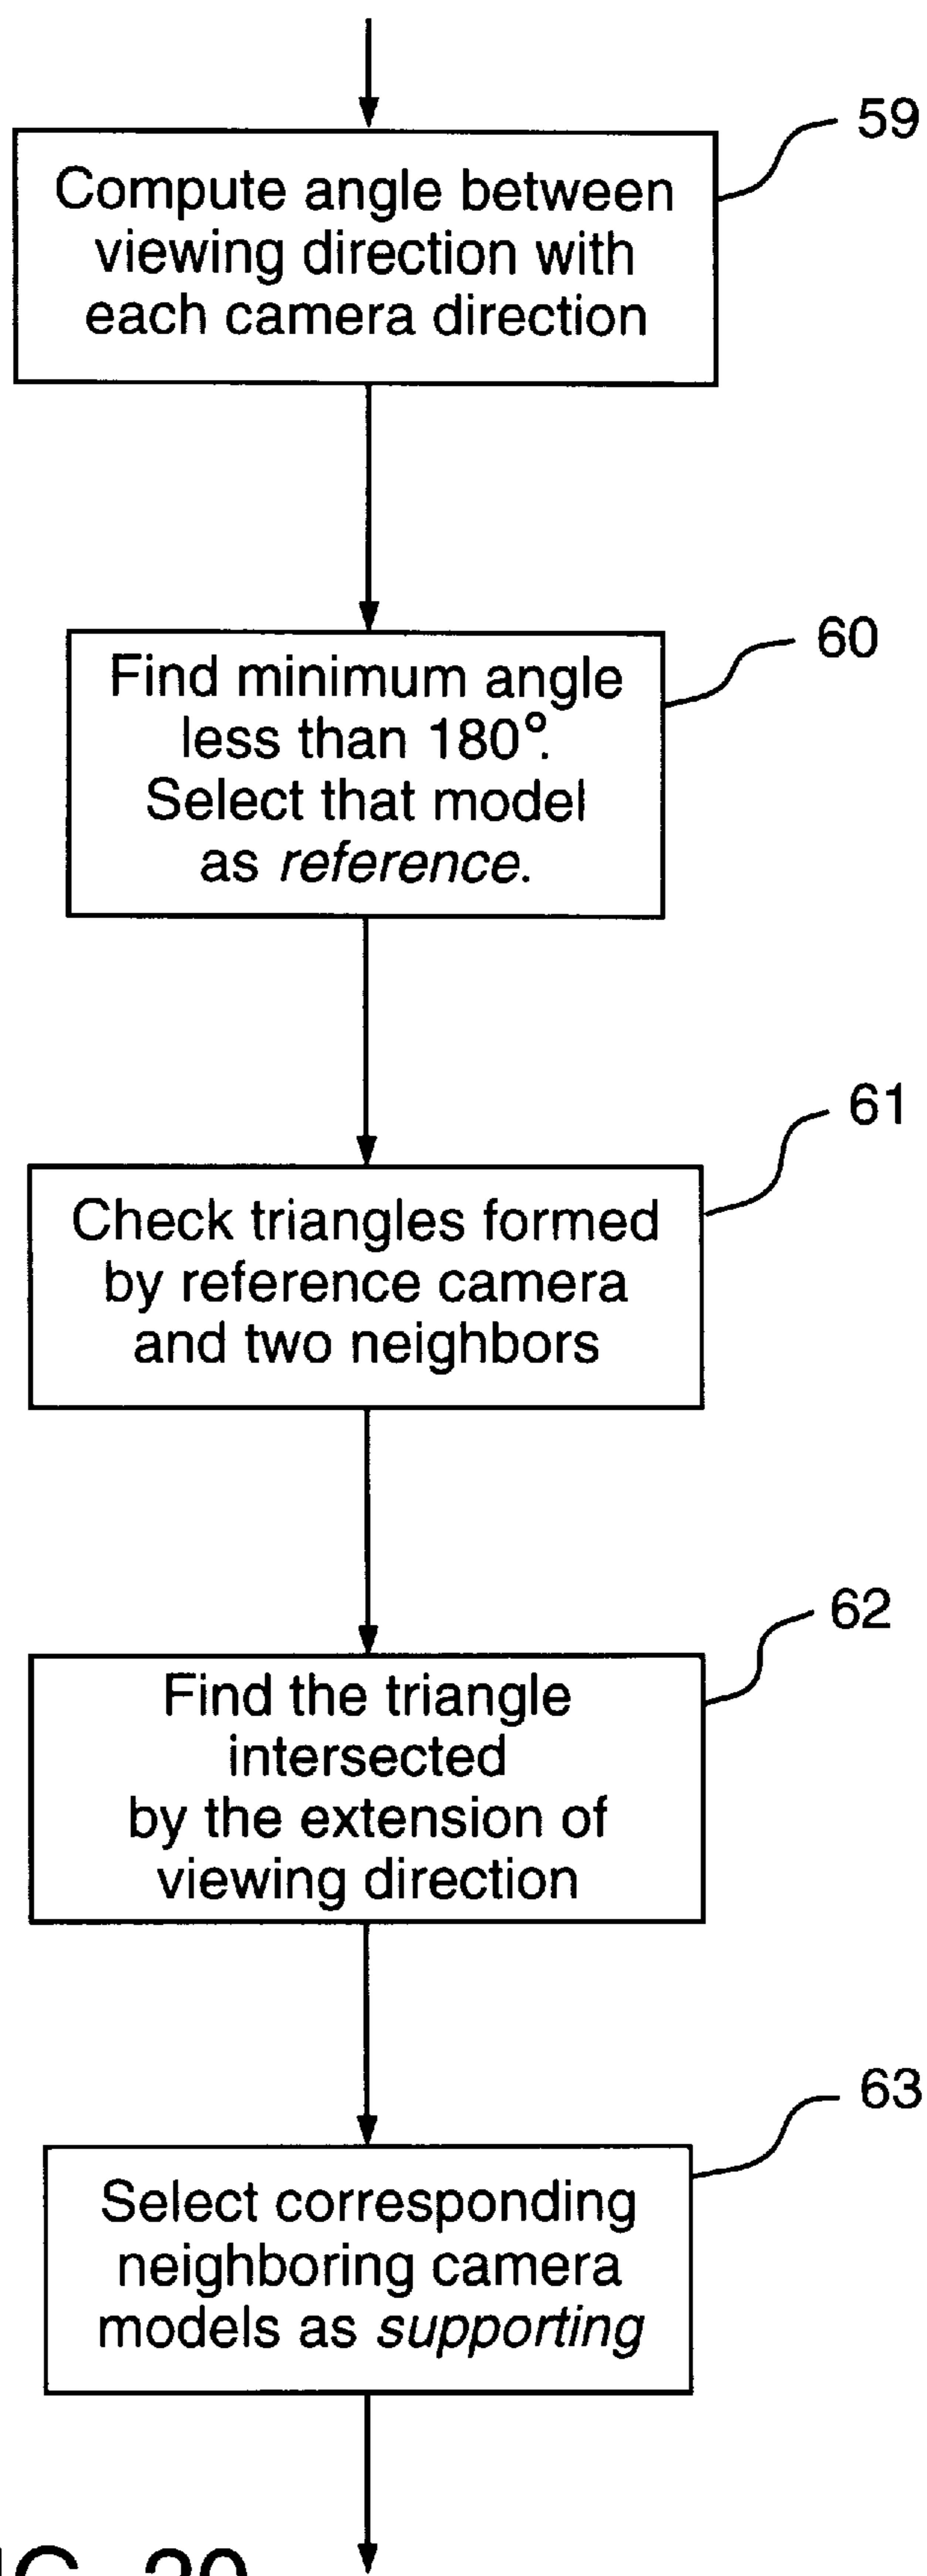 59
Compute angle between
viewing direction with
each camera direction
60
Find minimum angle
less than 180°.
Select that model
as reference.
61
Check triangles formed
by reference camera
and two neighbors
62
Find the triangle
intersected
by the extension of
viewing direction
63
Select corresponding
neighboring camera
models as supporting